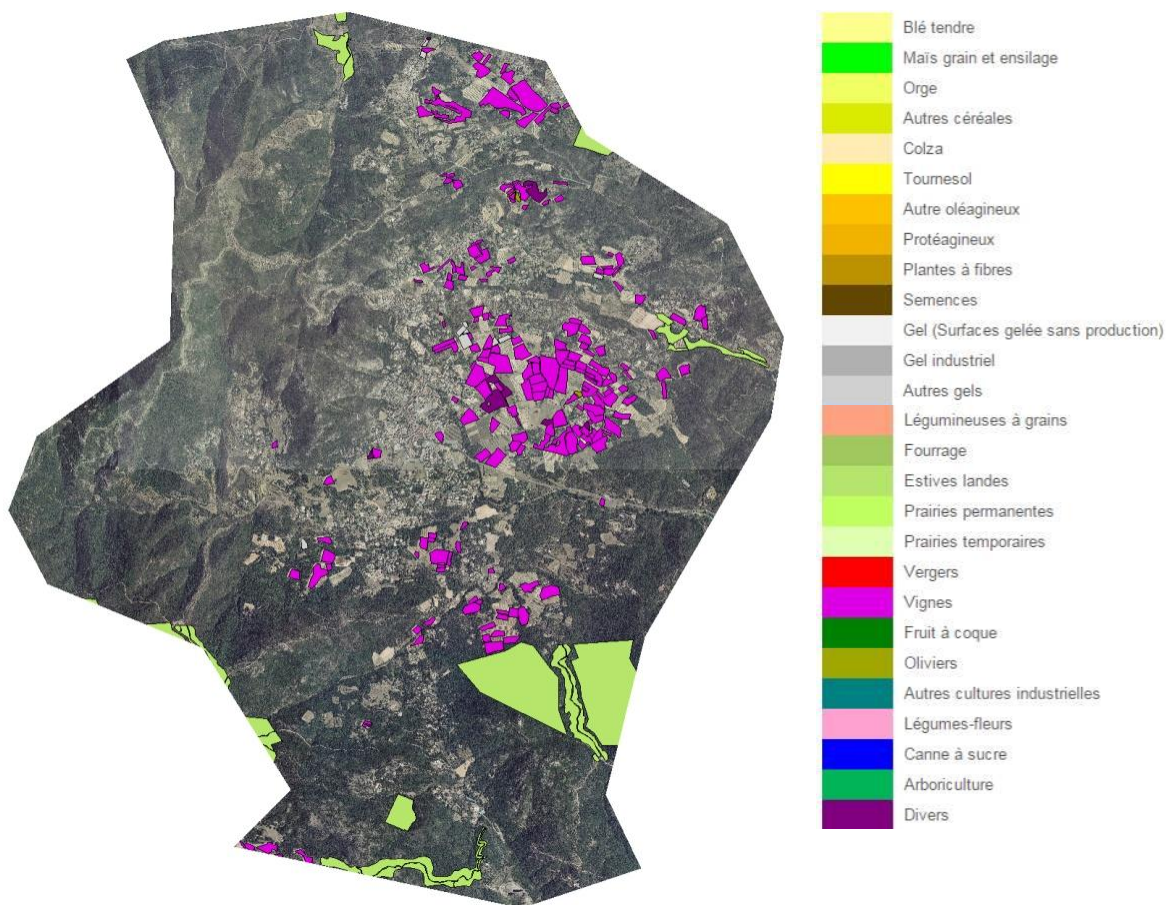 Blé tendre
Maïs grain et ensilage
Orge
Autres céréales
Colza
Tournesol
Autre oléagineux
Protéagineux
Plantes à fibres
Semences
Gel (Surfaces gelée sans production)
Gel industriel
Autres gels
Légumineuses à grains
Fourrage
Estives landes
Prairies permanentes
Prairies temporaires
Vergers
Vignes
Fruit à coque
Oliviers
Autres cultures industrielles
Légumes-fleurs
Canne à sucre
Arboriculture
Divers